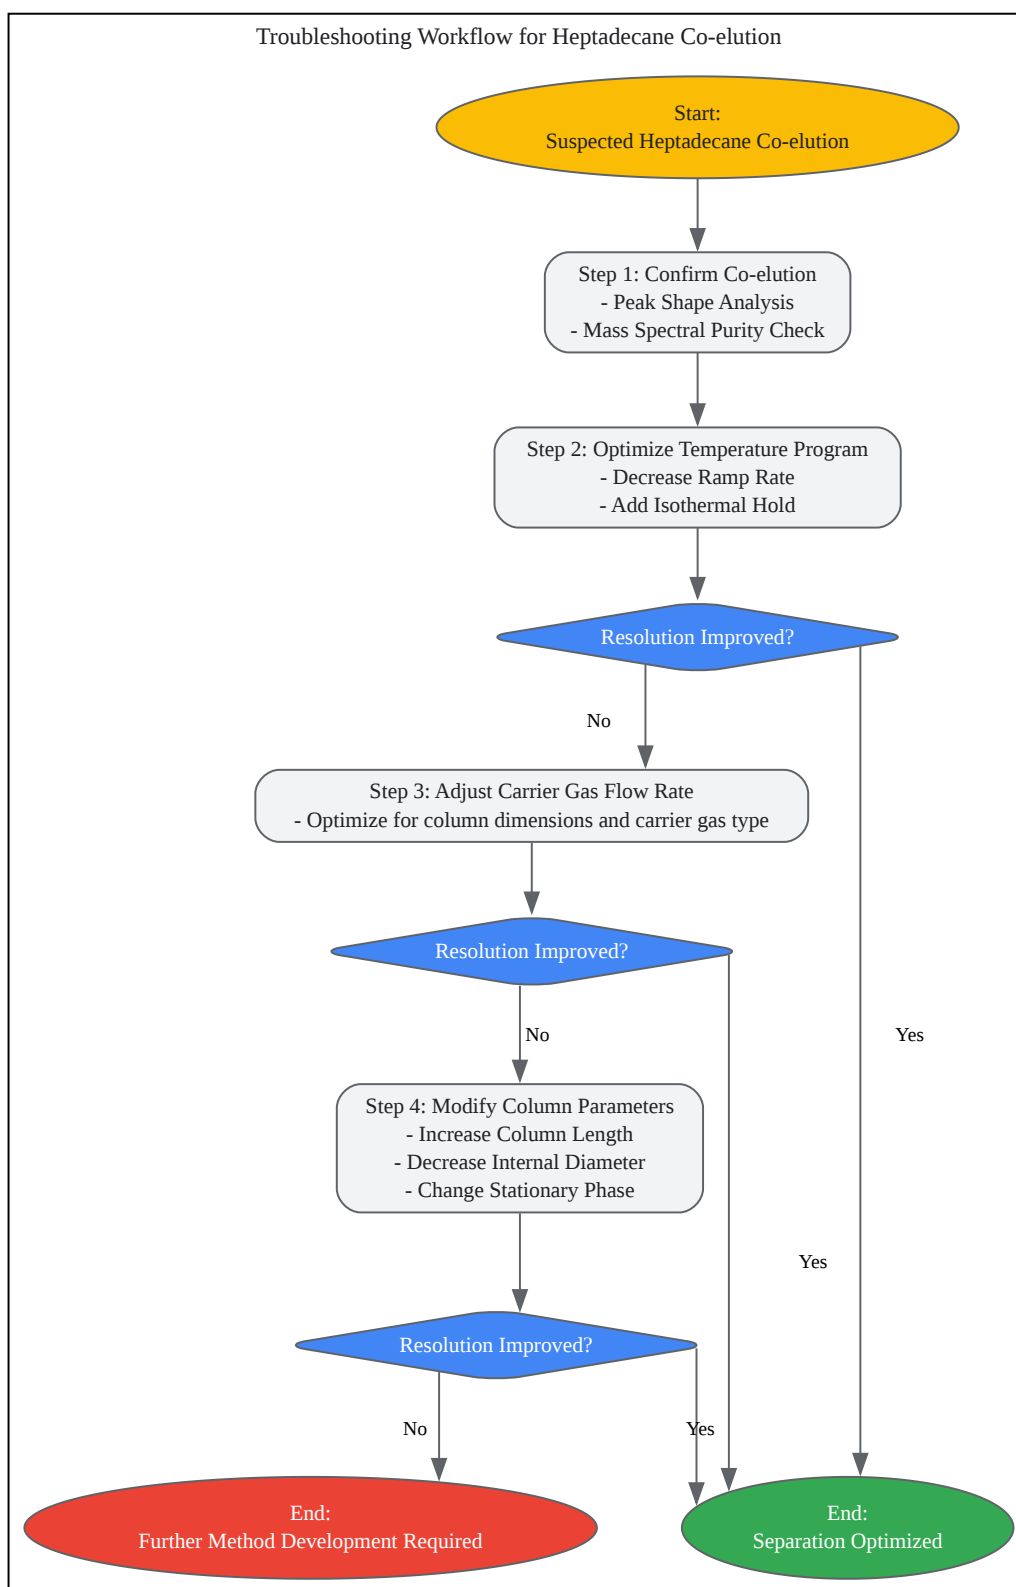 Troubleshooting Workflow for Heptadecane Co-elution
Start:
Suspected Heptadecane Co-elution
Step 1: Confirm Co-elution
- Peak Shape Analysis
- Mass Spectral Purity Check
Step 2: Optimize Temperature Program
- Decrease Ramp Rate
- Add Isothermal Hold
Resolution Improved?
No
Step 3: Adjust Carrier Gas Flow Rate
- Optimize for column dimensions and carrier gas type
Resolution Improved?
No
Yes
Step 4: Modify Column Parameters
- Increase Column Length
- Decrease Internal Diameter
- Change Stationary Phase
Yes
Resolution Improved?
No
Yes
End:
Further Method Development Required
End:
Separation Optimized